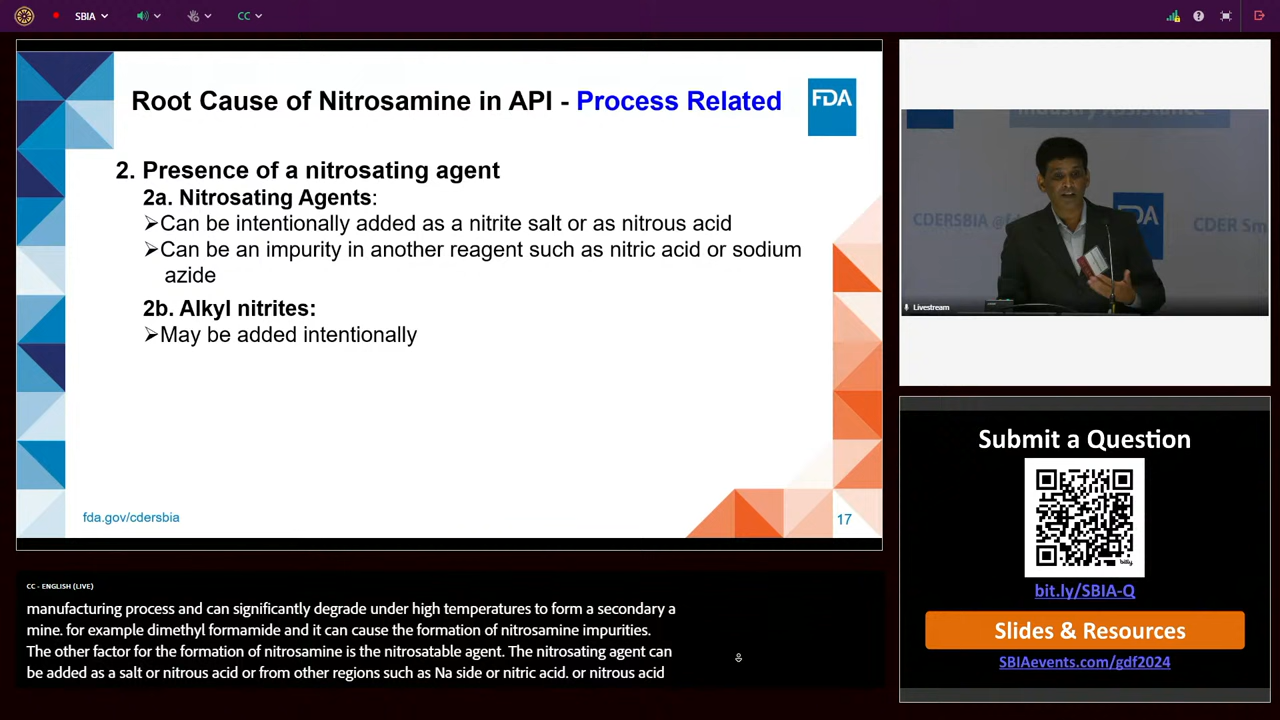 SBIA
CC
Root Cause of Nitrosamine in API - Process Related
FDA
2. Presence of a nitrosating agent
2a. Nitrosating Agents:
➢Can be intentionally added as a nitrite salt or as nitrous acid
➢Can be an impurity in another reagent such as nitric acid or sodium
azide
2b. Alkyl nitrites:
➢May be added intentionally
fda.gov/cdersbia
17
Industry Assistance
CDERSBIA
DA
CDER Sm
Livestream
Submit a Question
bitly
bit.ly/SBIA-Q
Slides & Resources
SBIAevents.com/gdf2024
CC - ENGLISH (LIVE)
manufacturing process and can significantly degrade under high temperatures to form a secondary a
mine. for example dimethyl formamide and it can cause the formation of nitrosamine impurities.
The other factor for the formation of nitrosamine is the nitrosatable agent. The nitrosating agent can
be added as a salt or nitrous acid or from other regions such as Na side or nitric acid. or nitrous acid